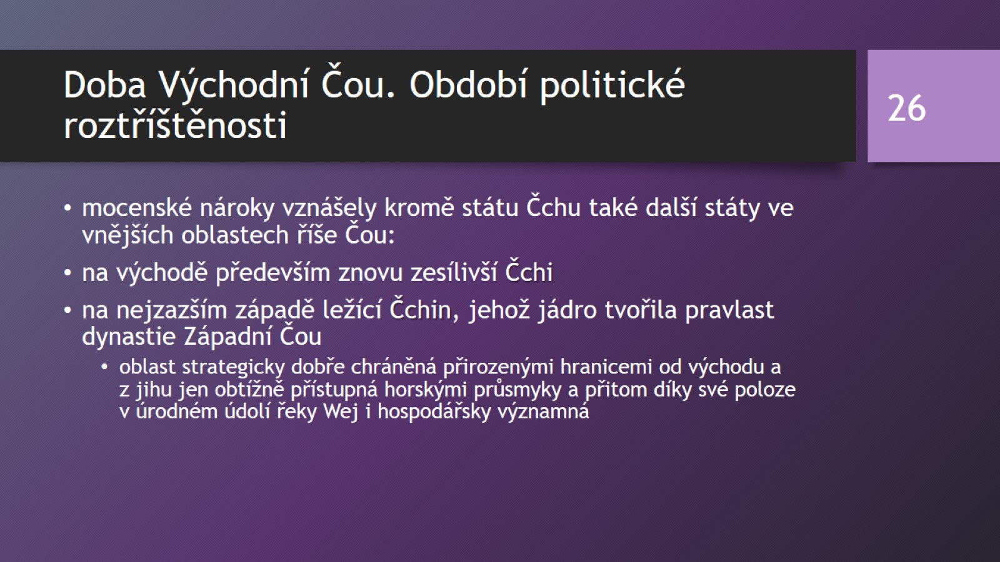 Doba Východní Čou. Období politické
roztříštěnosti
26
• mocenské nároky vznášely kromě státu Čchu také další státy ve
vnějších oblastech říše Čou:
• na východě především znovu zesílivší Čchi
• na nejzazším západě ležící Čchin, jehož jádro tvořila pravlast
dynastie Západní Čou
• oblast strategicky dobře chráněná přirozenými hranicemi od východu a
z jihu jen obtížně přístupná horskými průsmyky a přitom díky své poloze
v úrodném údolí řeky Wej i hospodářsky významná